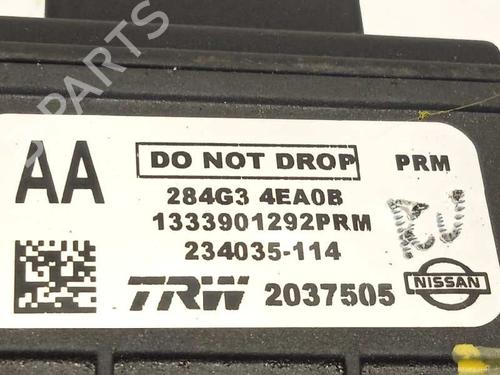 PARTS
AA
DO NOT DROP
PRM
284G3 4EA0B
1333901292PRM
234035-114
TRW 2037505
NISSAN